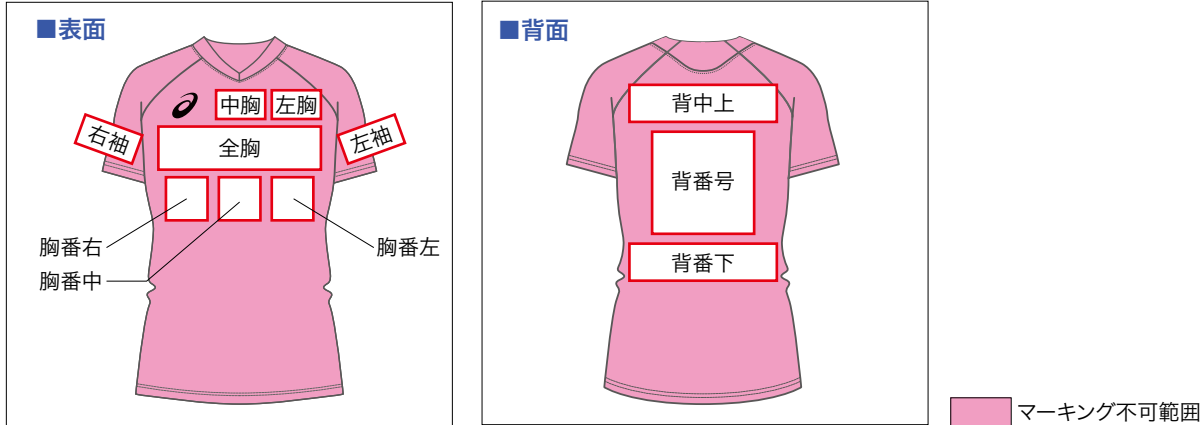 ■表面
中胸
左胸
右袖
全胸
左袖
胸番右
胸番左
胸番中
■背面
背中上
背番号
背番下
マーキング不可範囲